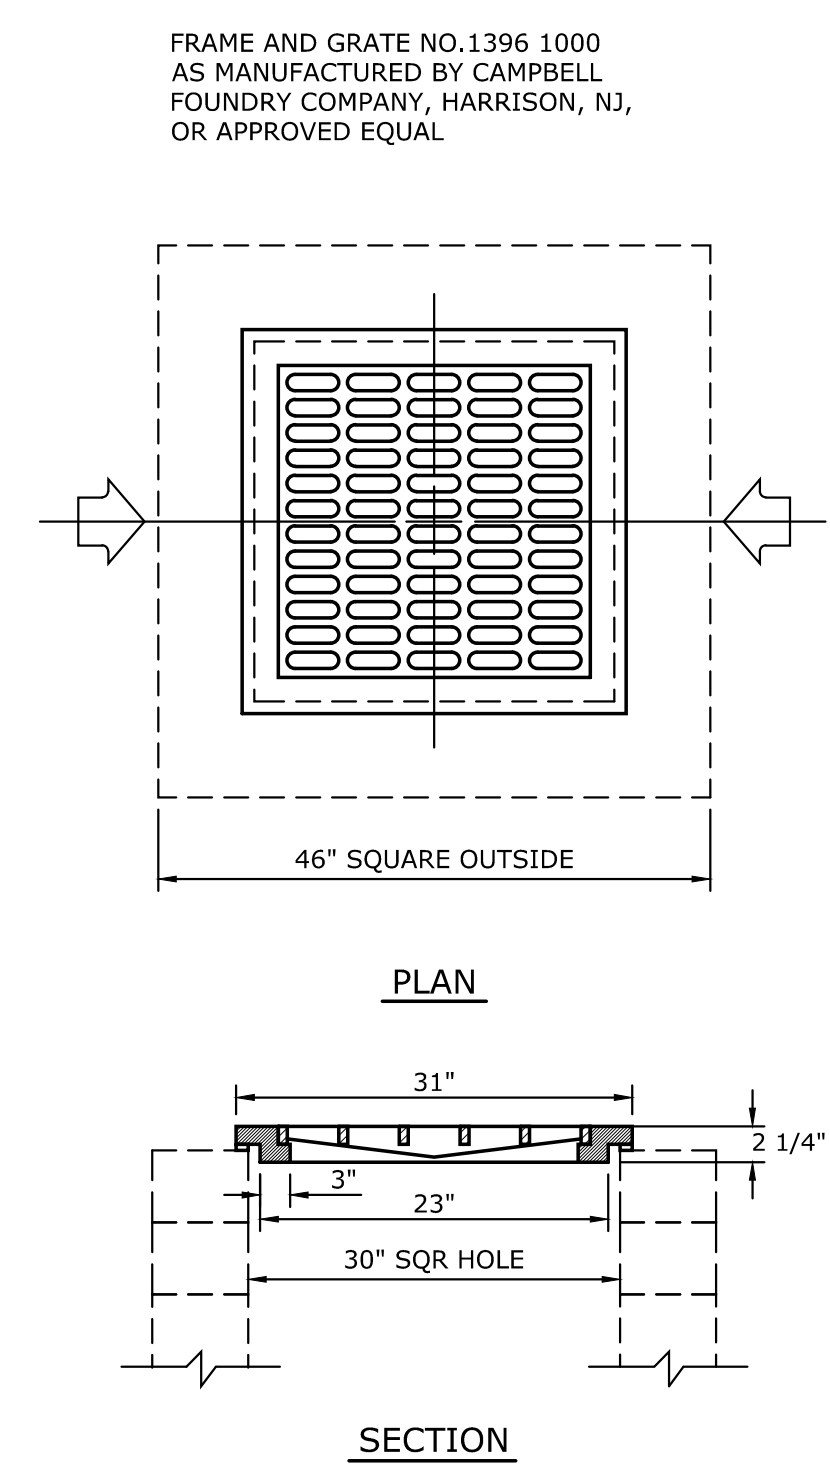 FRAME AND GRATE NO.1396 1000
AS MANUFACTURED BY CAMPBELL
FOUNDRY COMPANY, HARRISON, NJ,
OR APPROVED EQUAL
46" SQUARE OUTSIDE
PLAN
31"
2 1/4"
3"
23"
30" SQR HOLE
SECTION